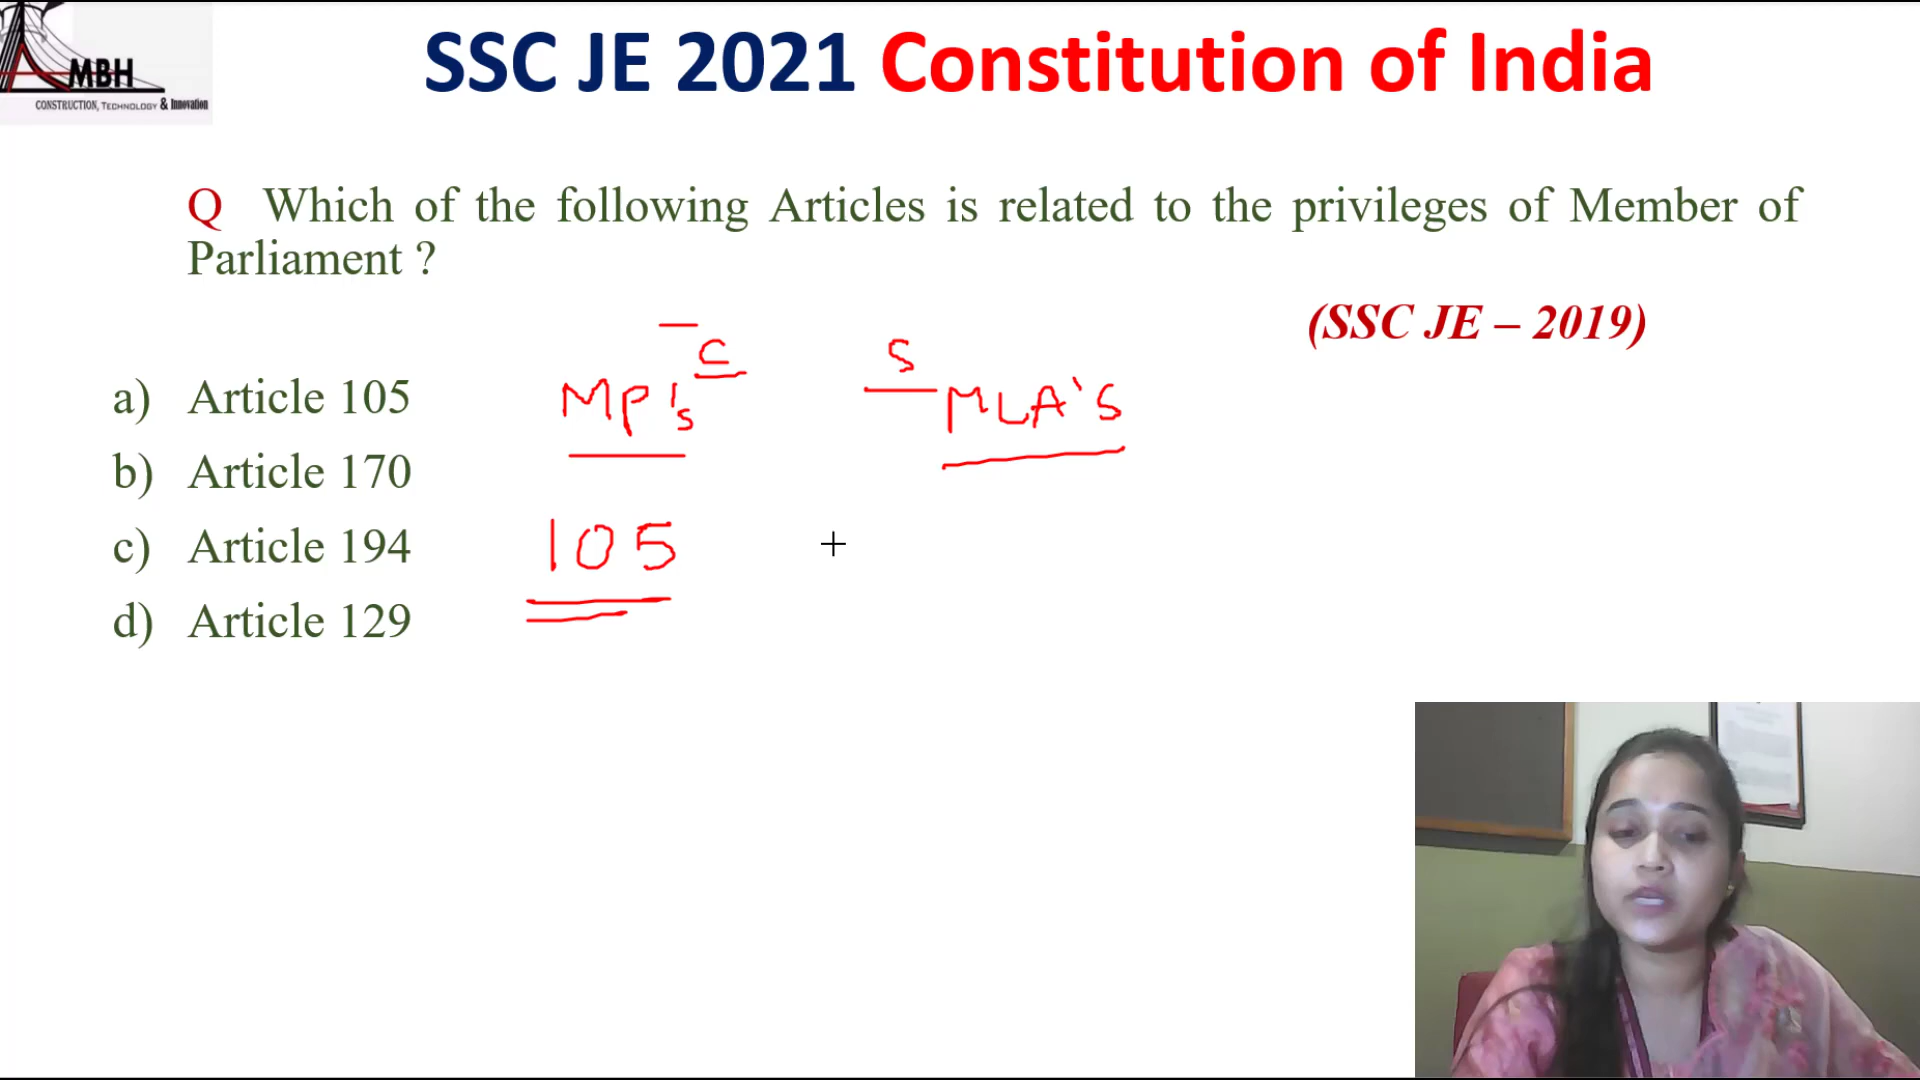 MBH
CONSTRUCTION, TECHNOLOGY & Innovation
SSC JE 2021 Constitution of India
Q Which of the following Articles is related to the privileges of Member of
Parliament ?
(SSC JE – 2019)
a) Article 105
b) Article 170
c) Article 194
d) Article 129
C
S
MP's
MLA'S
105